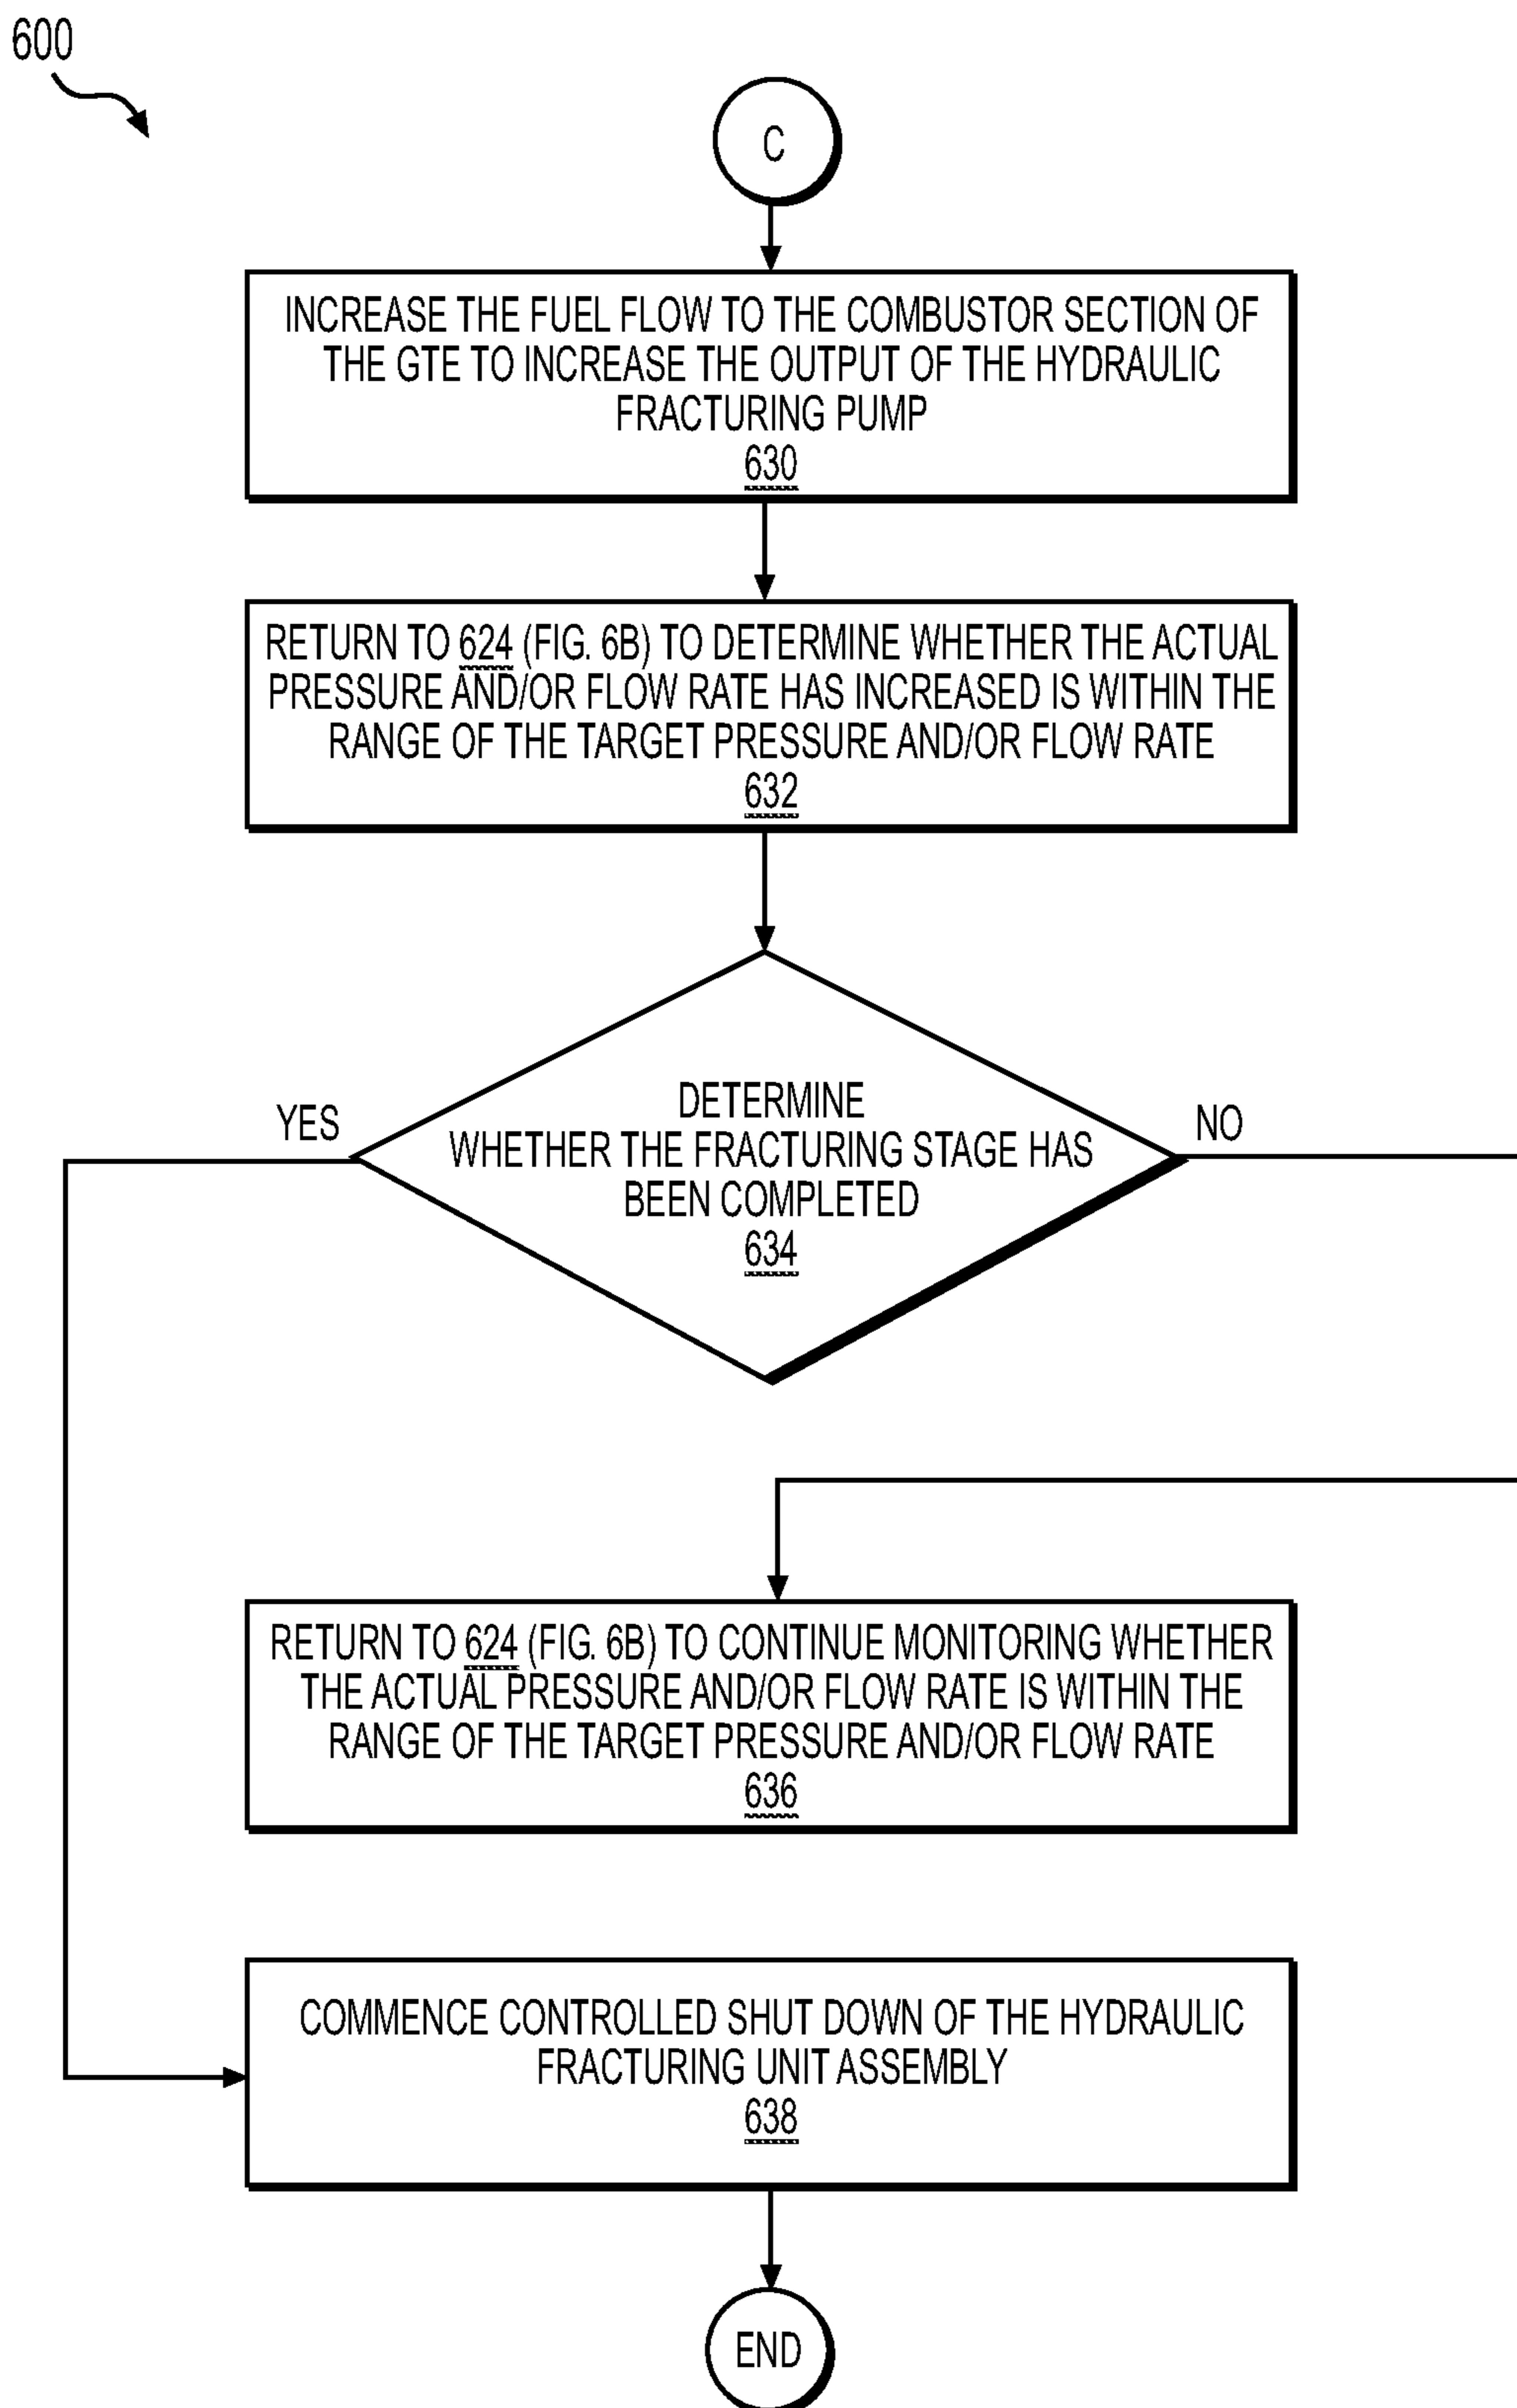 600
C
INCREASE THE FUEL FLOW TO THE COMBUSTOR SECTION OF
THE GTE TO INCREASE THE OUTPUT OF THE HYDRAULIC
FRACTURING PUMP
630
RETURN TO 624 (FIG. 6B) TO DETERMINE WHETHER THE ACTUAL
PRESSURE AND/OR FLOW RATE HAS INCREASED IS WITHIN THE
RANGE OF THE TARGET PRESSURE AND/OR FLOW RATE
632
YES
NO
DETERMINE
WHETHER THE FRACTURING STAGE HAS
BEEN COMPLETED
634
RETURN TO 624 (FIG. 6B) TO CONTINUE MONITORING WHETHER
THE ACTUAL PRESSURE AND/OR FLOW RATE IS WITHIN THE
RANGE OF THE TARGET PRESSURE AND/OR FLOW RATE
636
COMMENCE CONTROLLED SHUT DOWN OF THE HYDRAULIC
FRACTURING UNIT ASSEMBLY
638
END